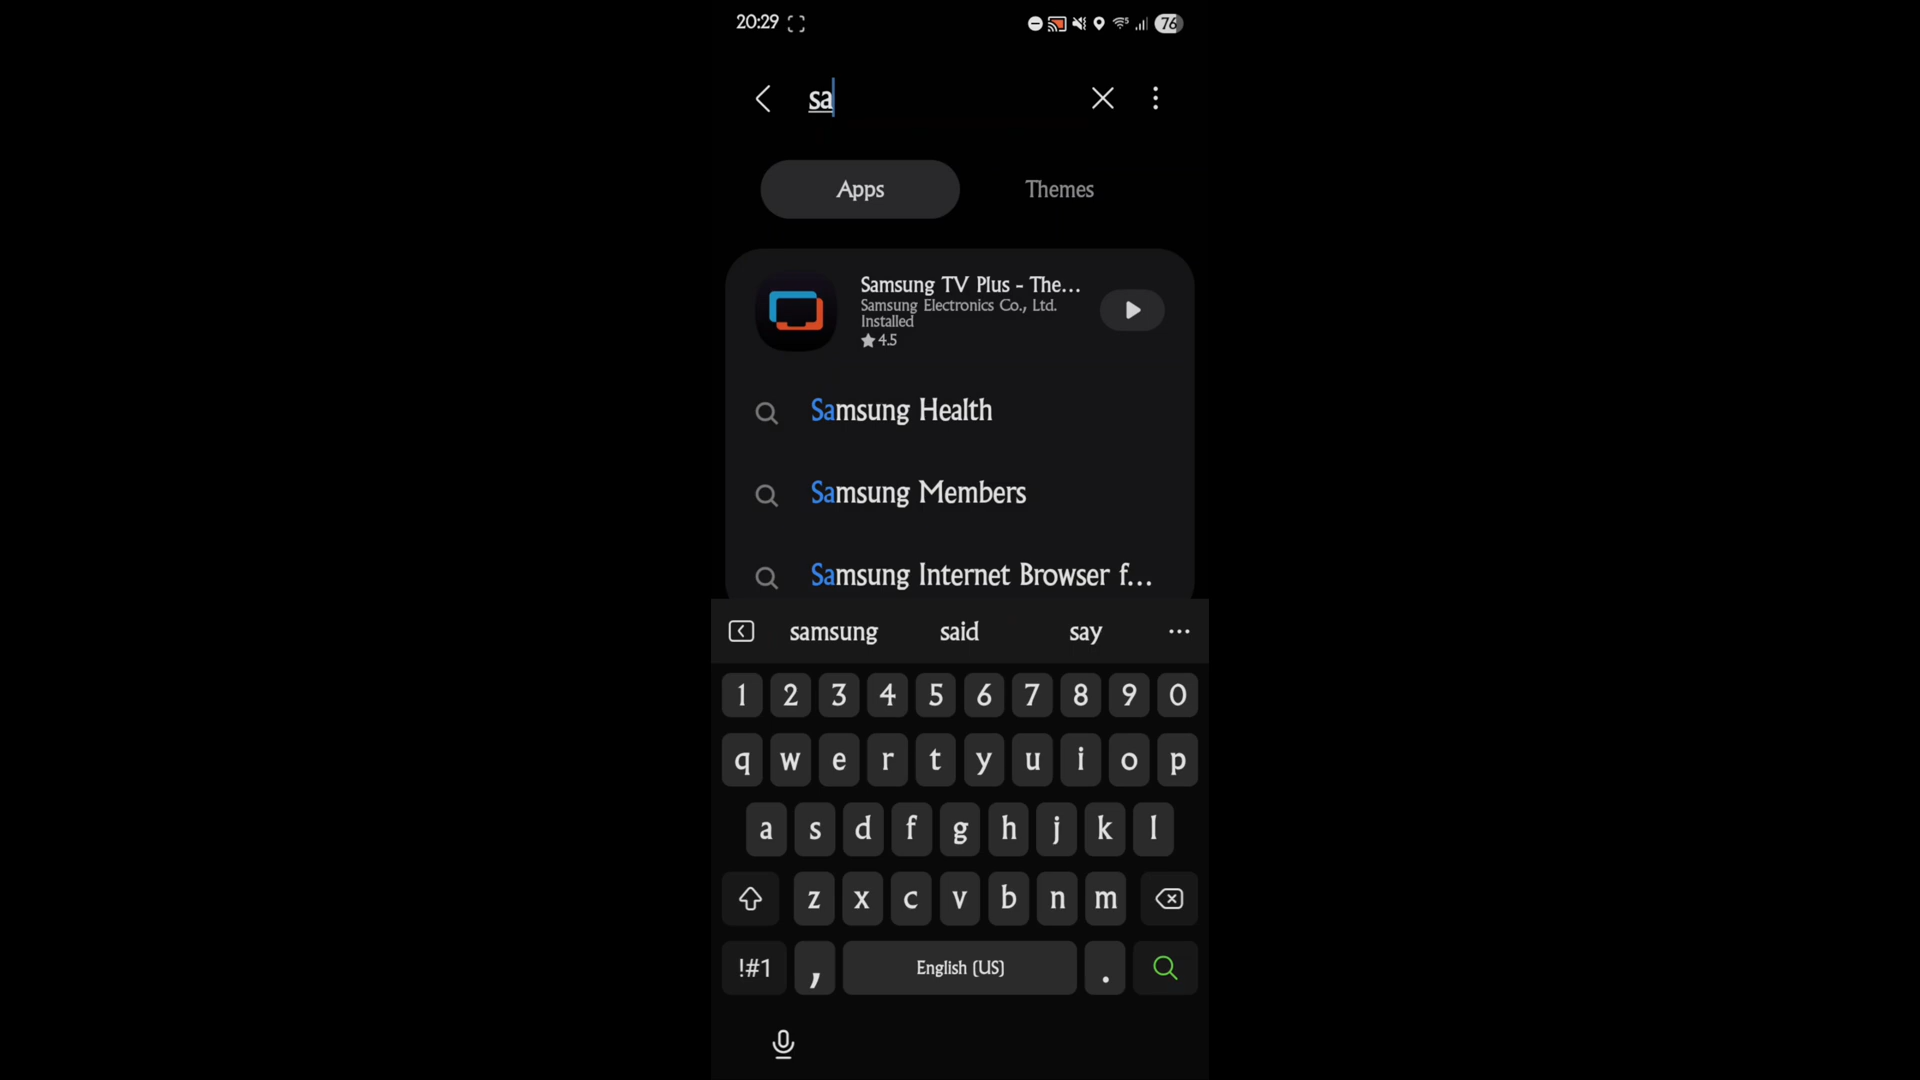 20:29
76
sa
Apps
Themes
Samsung TV Plus - The...
Samsung Electronics Co., Ltd.
Installed
4.5
Samsung Health
Samsung Members
Samsung Internet Browser f...
samsung said say
1 2 3 4 5 6 7 8 9 0
q w e r t y u i o p
a s d f g h j k l
z x c v b n m
!#1 , English (US) .